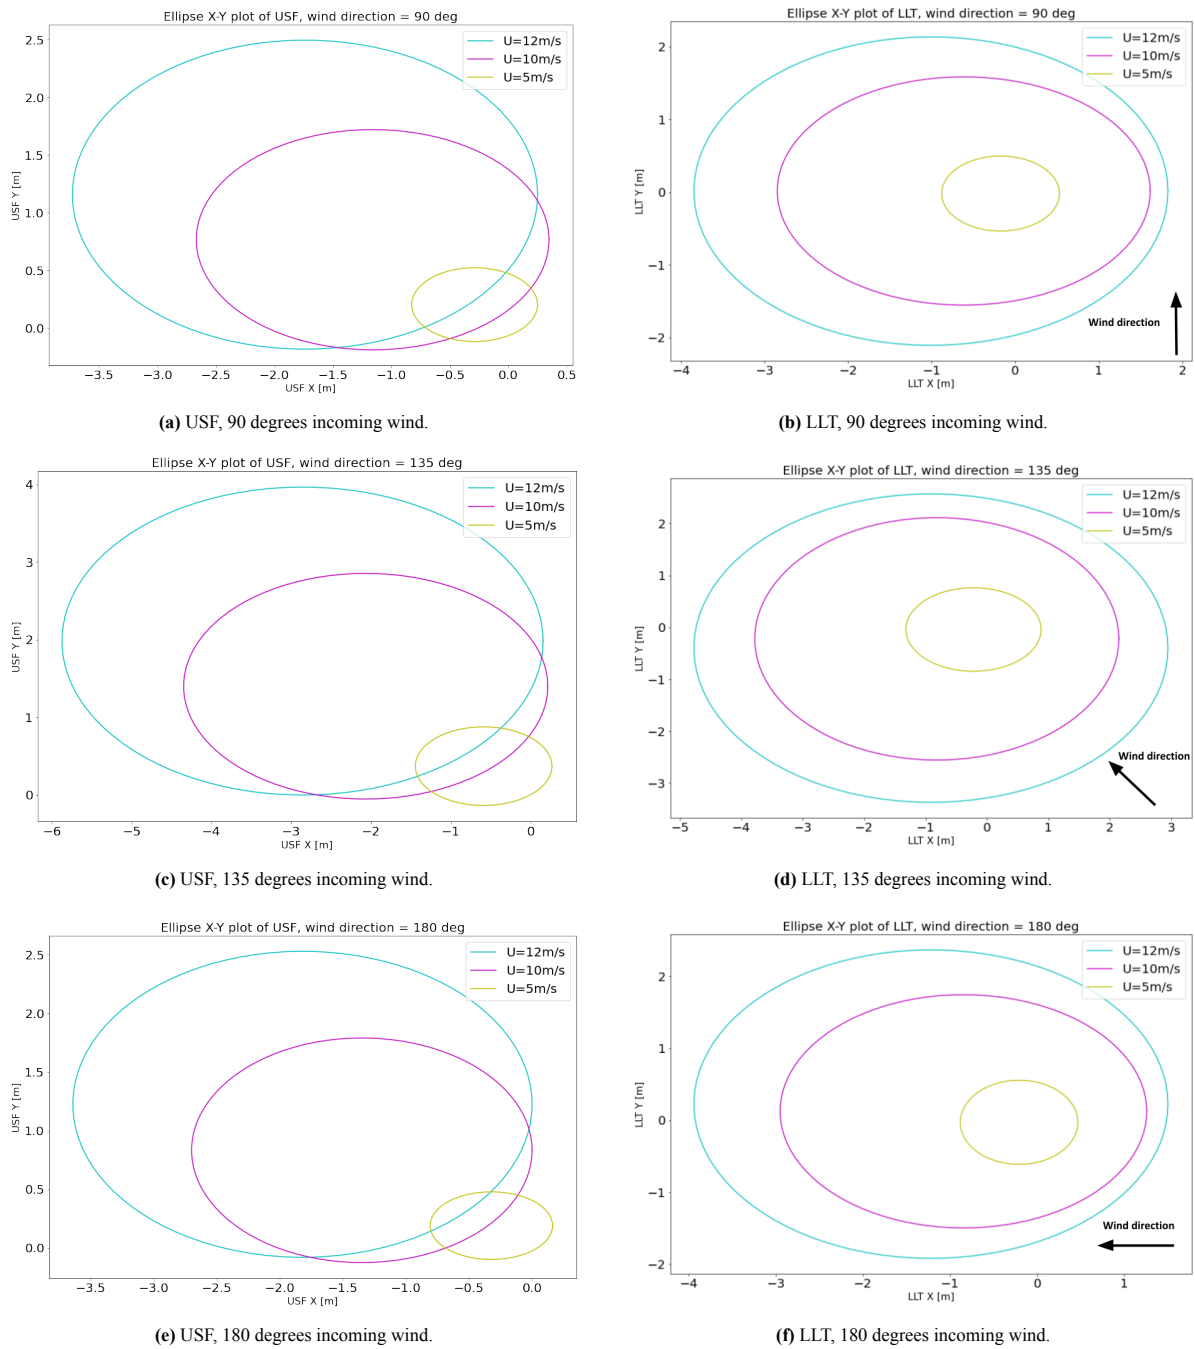 Ellipse X-Y plot of USF, wind direction = 90 deg
U=12m/s
U=10m/s
U=5m/s
2.5
2.0
1.5
1.0
0.5
0.0
USF Y [m]
−3.5 −3.0 −2.5 −2.0 −1.5 −1.0 −0.5 0.0 0.5
USF X [m]
(a) USF, 90 degrees incoming wind.
Ellipse X-Y plot of LLT, wind direction = 90 deg
U=12m/s
U=10m/s
U=5m/s
2
1
0
−1
−2
LLT Y [m]
Wind direction
−4 −3 −2 −1 0 1 2
LLT X [m]
(b) LLT, 90 degrees incoming wind.
Ellipse X-Y plot of USF, wind direction = 135 deg
U=12m/s
U=10m/s
U=5m/s
4
3
2
1
0
USF Y [m]
−6 −5 −4 −3 −2 −1 0
USF X [m]
(c) USF, 135 degrees incoming wind.
Ellipse X-Y plot of LLT, wind direction = 135 deg
U=12m/s
U=10m/s
U=5m/s
2
1
0
−1
−2
−3
LLT Y [m]
Wind direction
−5 −4 −3 −2 −1 0 1 2 3
LLT X [m]
(d) LLT, 135 degrees incoming wind.
Ellipse X-Y plot of USF, wind direction = 180 deg
U=12m/s
U=10m/s
U=5m/s
2.5
2.0
1.5
1.0
0.5
0.0
USF Y [m]
−3.5 −3.0 −2.5 −2.0 −1.5 −1.0 −0.5 0.0
USF X [m]
(e) USF, 180 degrees incoming wind.
Ellipse X-Y plot of LLT, wind direction = 180 deg
U=12m/s
U=10m/s
U=5m/s
2
1
0
−1
−2
LLT Y [m]
Wind direction
−4 −3 −2 −1 0 1
LLT X [m]
(f) LLT, 180 degrees incoming wind.